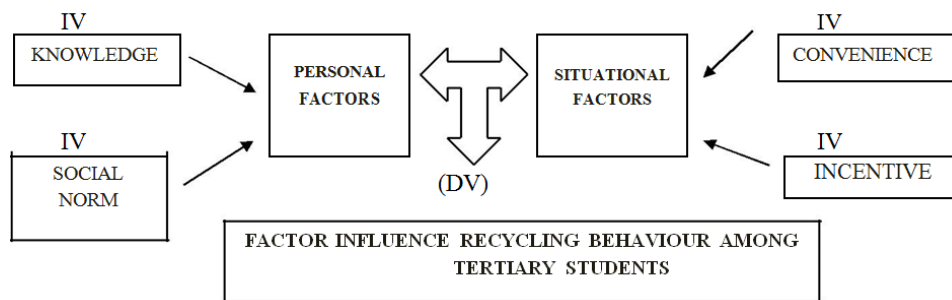 IV
KNOWLEDGE
IV
SOCIAL
NORM
PERSONAL
FACTORS
SITUATIONAL
FACTORS
IV
CONVENIENCE
IV
INCENTIVE
(DV)
FACTOR INFLUENCE RECYCLING BEHAVIOUR AMONG
TERTIARY STUDENTS